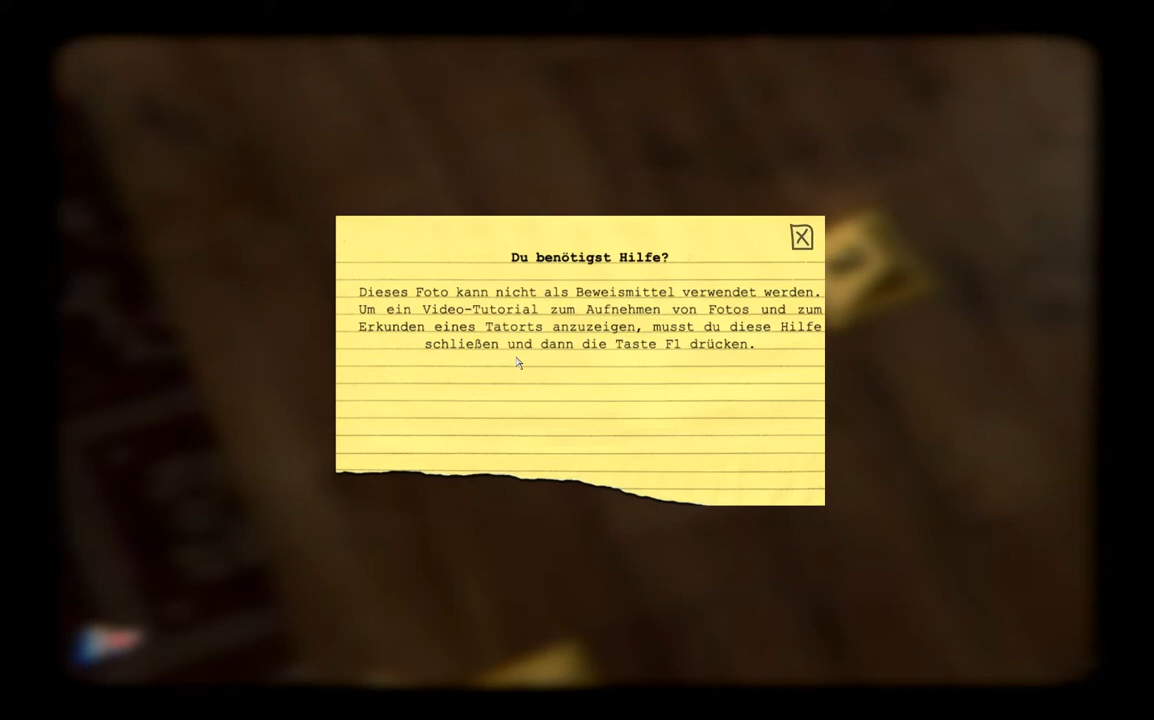 Du benötigst Hilfe?
Dieses Foto kann nicht als Beweismittel verwendet werden.
Um ein Video-Tutorial zum Aufnehmen von Fotos und zum
Erkunden eines Tatorts anzuzeigen, musst du diese Hilfe
schließen und dann die Taste F1 drücken.